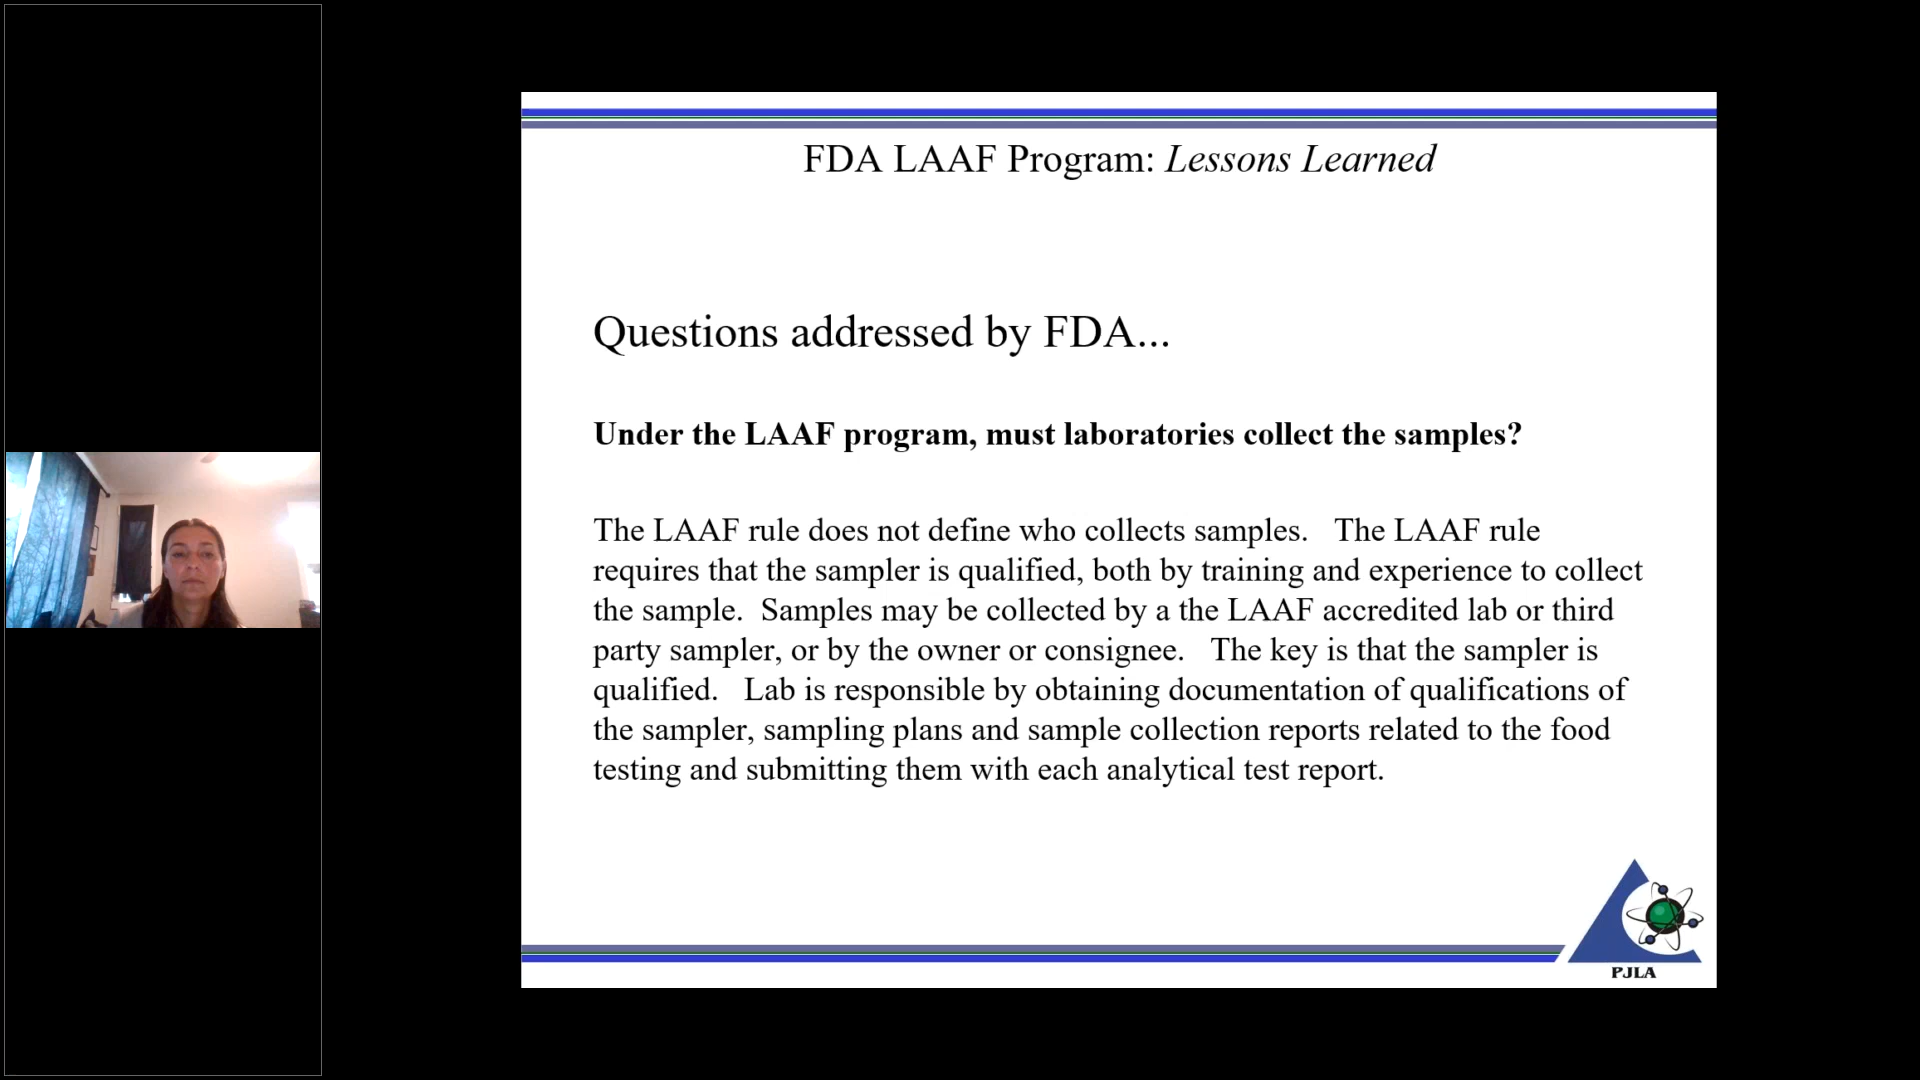 FDA LAAF Program: Lessons Learned
Questions addressed by FDA...
Under the LAAF program, must laboratories collect the samples?
The LAAF rule does not define who collects samples.   The LAAF rule
requires that the sampler is qualified, both by training and experience to collect
the sample.  Samples may be collected by a the LAAF accredited lab or third
party sampler, or by the owner or consignee.   The key is that the sampler is
qualified.   Lab is responsible by obtaining documentation of qualifications of
the sampler, sampling plans and sample collection reports related to the food
testing and submitting them with each analytical test report.
PJLA